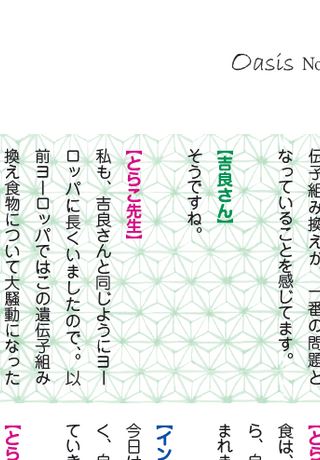 Oasis No
伝子組み換えが、一番の問題と
なっていることを感じてます。
【吉良さん】
そうですね。
【とらこ先生】
私も、吉良さんと同じようにヨー
ロッパに長くいましたので、。以
前ヨーロッパではこの遺伝子組み
換え食物について大騒動になった
【と
食は、
ら、自
まれま
【イン
今日は
く、自
ていき
【とら